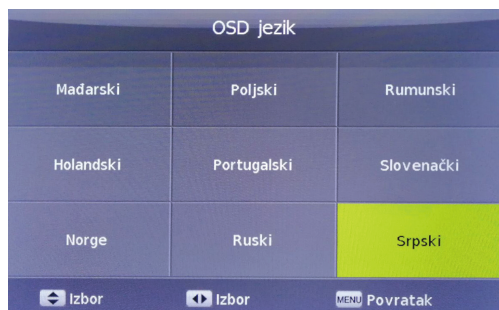 OSD jezik
Mađarski Poljski Rumunski
Holandski Portugalski Slovenački
Norge Ruski Srpski
Izbor Izbor MENU Povratak